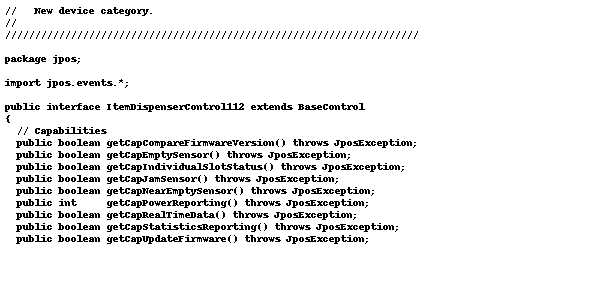 //   New device category.
//
/////////////////////////////////////////////////////////////////////

package jpos;

import jpos.events.*;

public interface ItemDispenserControl112 extends BaseControl
{
  // Capabilities
  public boolean getCapCompareFirmwareVersion() throws JposException;
  public boolean getCapEmptySensor() throws JposException;
  public boolean getCapIndividualSlotStatus() throws JposException;
  public boolean getCapJamSensor() throws JposException;
  public boolean getCapNearEmptySensor() throws JposException;
  public int     getCapPowerReporting() throws JposException;
  public boolean getCapRealTimeData() throws JposException;
  public boolean getCapStatisticsReporting() throws JposException;
  public boolean getCapUpdateFirmware() throws JposException;